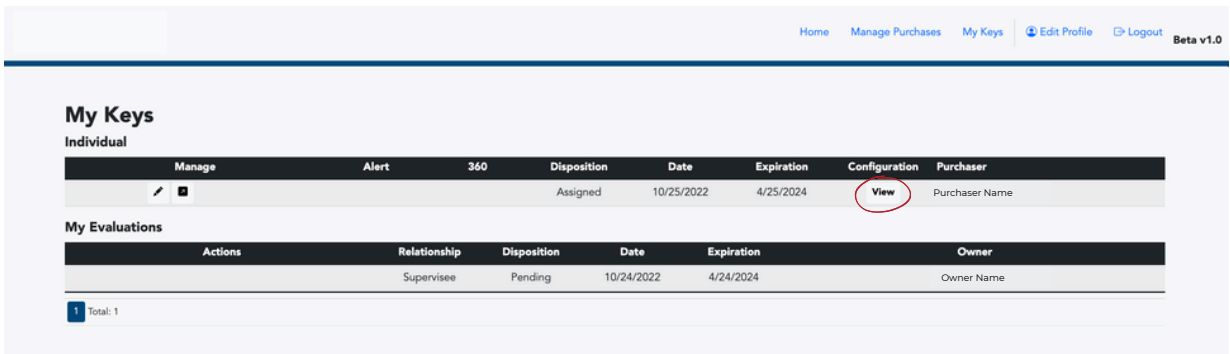 Home Manage Purchases My Keys Edit Profile Logout Beta v1.0
My Keys
Individual
Manage Alert 360 Disposition Date Expiration Configuration Purchaser
Assigned 10/25/2022 4/25/2024 View Purchaser Name
My Evaluations
Actions Relationship Disposition Date Expiration Owner
Supervisee Pending 10/24/2022 4/24/2024 Owner Name
1 Total: 1